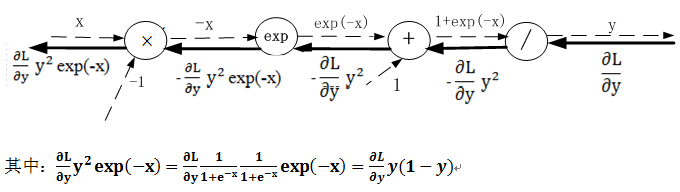 x −x exp(−x) 1+exp(−x) y
× exp + /
∂L/∂y y² exp(-x) −1 -∂L/∂y y² exp(-x) -∂L/∂y y² 1 -∂L/∂y y² ∂L/∂y
其中：∂L/∂y y² exp(−x) = ∂L/∂y 1/1+e⁻ˣ 1/1+e⁻ˣ exp(−x) = ∂L/∂y y(1 − y)↵